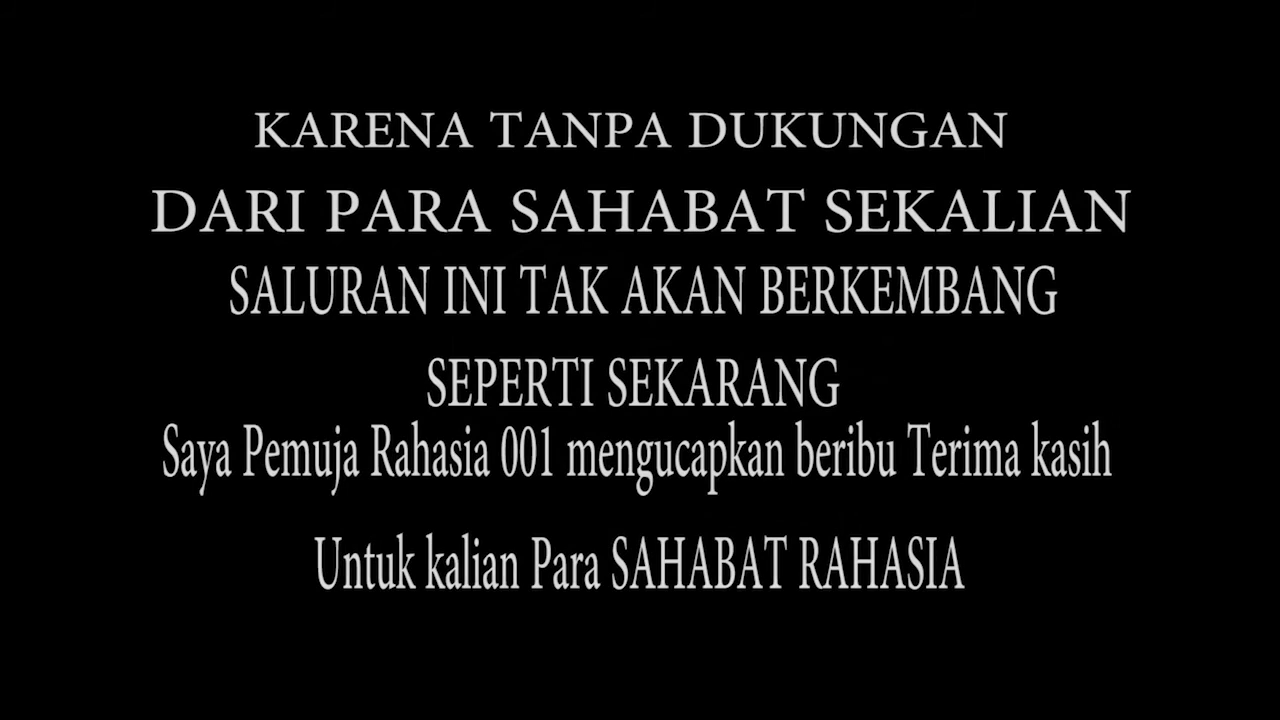 KARENA TANPA DUKUNGAN
DARI PARA SAHABAT SEKALIAN
SALURAN INI TAK AKAN BERKEMBANG
SEPERTI SEKARANG
Saya Pemuja Rahasia 001 mengucapkan beribu Terima kasih
Untuk kalian Para SAHABAT RAHASIA